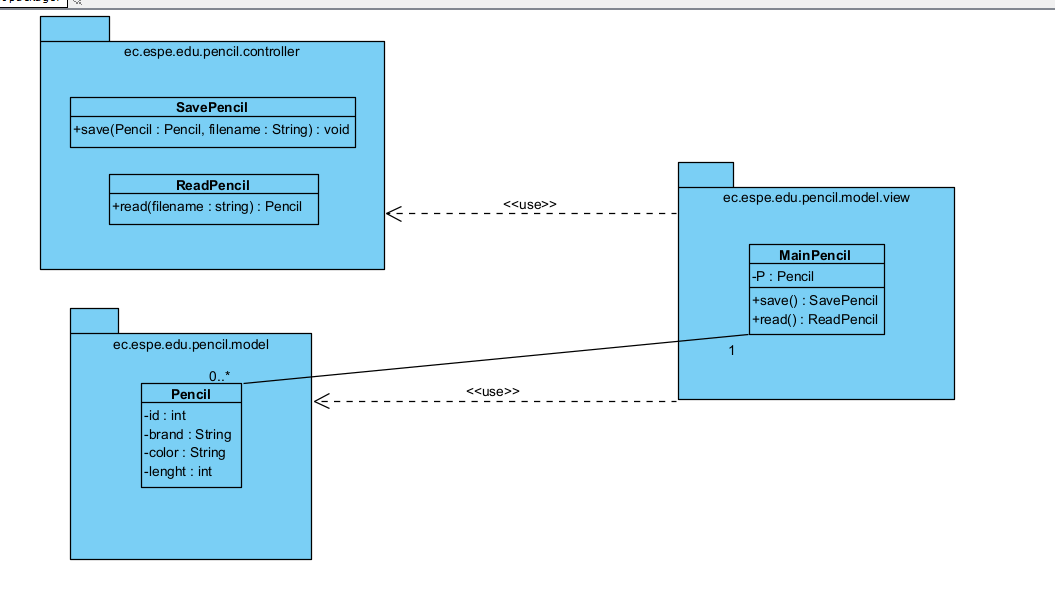 ec.espe.edu.pencil.controller
SavePencil
+save(Pencil : Pencil, filename : String) : void
ReadPencil
+read(filename : string) : Pencil
<<use>>
ec.espe.edu.pencil.model.view
MainPencil
-P : Pencil
+save() : SavePencil
+read() : ReadPencil
1
ec.espe.edu.pencil.model
0..*
Pencil
-id : int
-brand : String
-color : String
-lenght : int
<<use>>